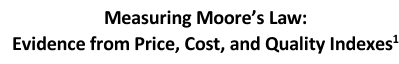 Measuring Moore’s Law:
Evidence from Price, Cost, and Quality Indexes¹